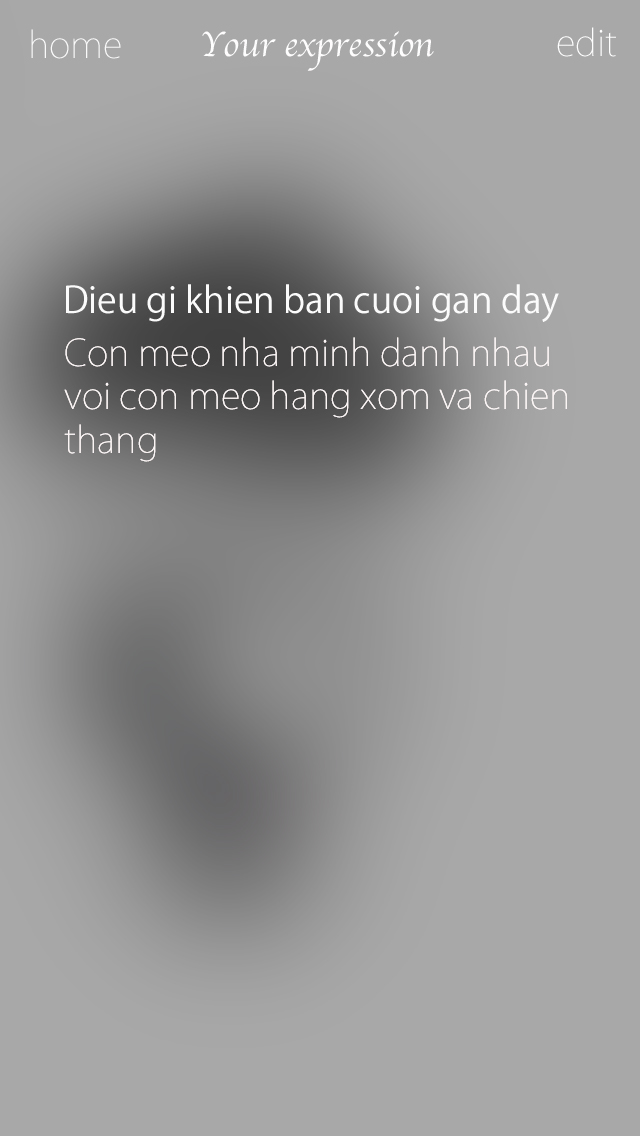 home Your expression edit
Dieu gi khien ban cuoi gan day
Con meo nha minh danh nhau
voi con meo hang xom va chien
thang